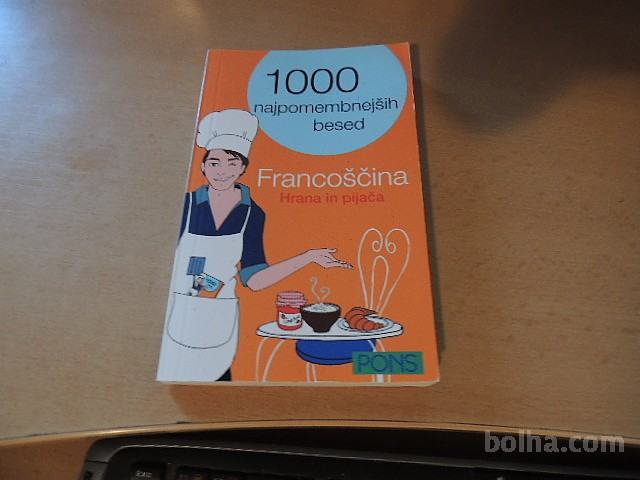 1000
najpomembnejših
besed
Francoščina
Hrana in pijača
PONS
bolha.com